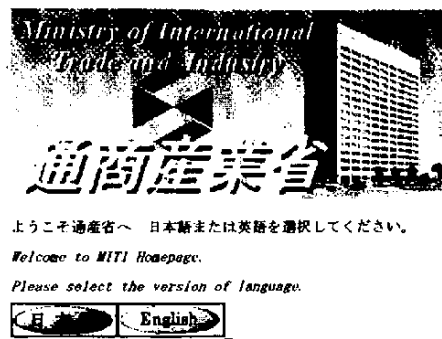 Ministry of International
Trade and Industry
通商産業省
ようこそ通産省へ 日本語または英語を選択してください。
Welcome to MITI Homepage.
Please select the version of language.
日
English